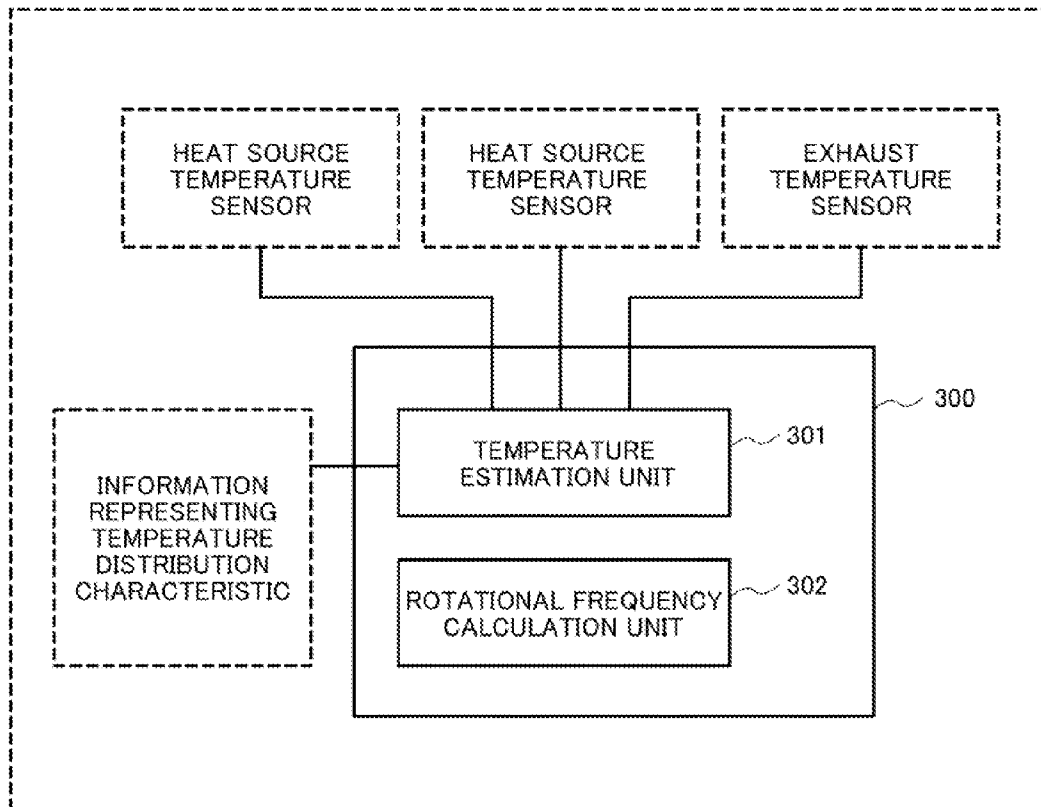 HEAT SOURCE
TEMPERATURE
SENSOR
HEAT SOURCE
TEMPERATURE
SENSOR
EXHAUST
TEMPERATURE
SENSOR
300
TEMPERATURE
ESTIMATION UNIT
301
INFORMATION
REPRESENTING
TEMPERATURE
DISTRIBUTION
CHARACTERISTIC
ROTATIONAL FREQUENCY
CALCULATION UNIT
302